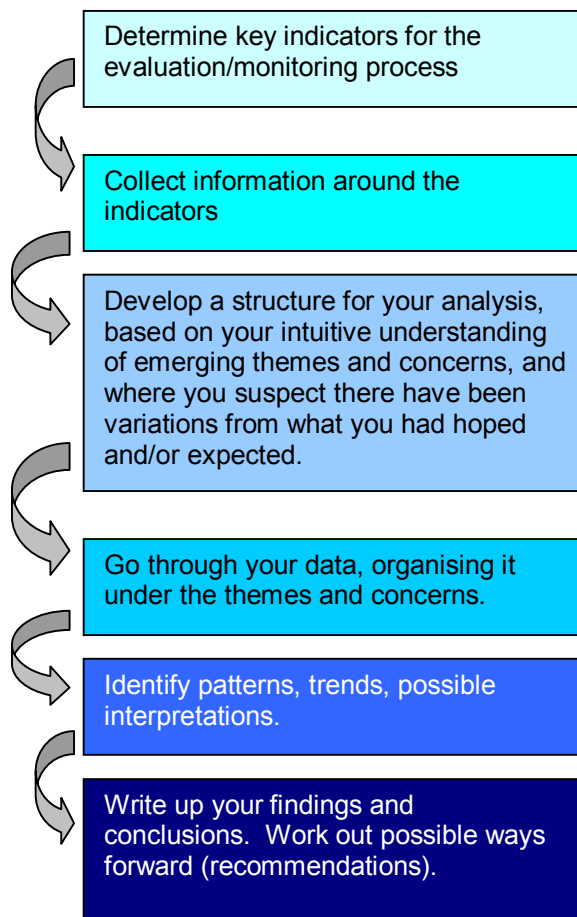 Determine key indicators for the
evaluation/monitoring process
Collect information around the
indicators
Develop a structure for your analysis,
based on your intuitive understanding
of emerging themes and concerns, and
where you suspect there have been
variations from what you had hoped
and/or expected.
Go through your data, organising it
under the themes and concerns.
Identify patterns, trends, possible
interpretations.
Write up your findings and
conclusions.  Work out possible ways
forward (recommendations).